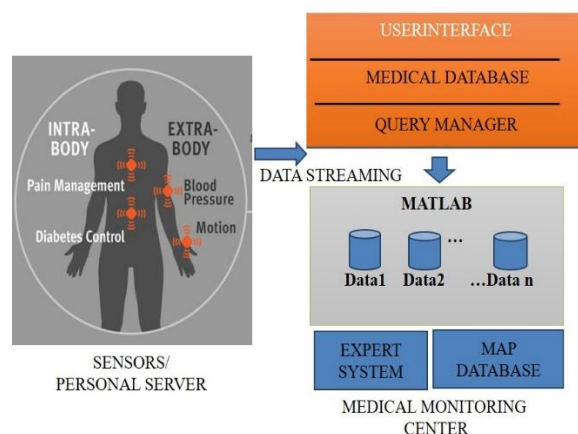 INTRA-
BODY
EXTRA-
BODY
Pain Management
Blood
Pressure
Diabetes Control
Motion
SENSORS/
PERSONAL SERVER
DATA STREAMING
USERINTERFACE
MEDICAL DATABASE
QUERY MANAGER
MATLAB
...
Data1 Data2 ...Data n
EXPERT
SYSTEM
MAP
DATABASE
MEDICAL MONITORING
CENTER